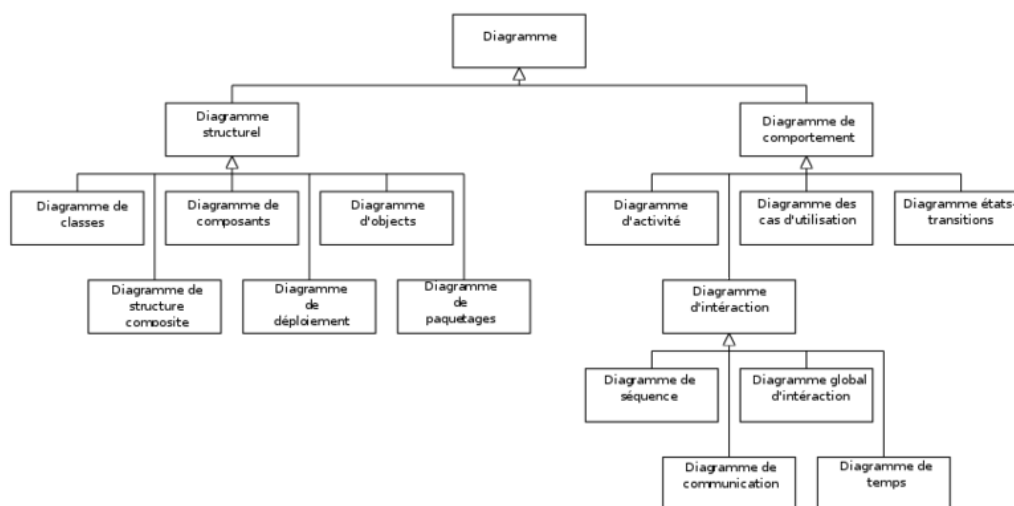 Diagramme
Diagramme
structurel
Diagramme de
comportement
Diagramme de
classes
Diagramme de
composants
Diagramme
d'objects
Diagramme
d'activité
Diagramme des
cas d'utilisation
Diagramme états-
transitions
Diagramme de
structure
composite
Diagramme
de
déploiement
Diagramme
de
paquetages
Diagramme
d'intéraction
Diagramme de
séquence
Diagramme global
d'intéraction
Diagramme de
communication
Diagramme de
temps